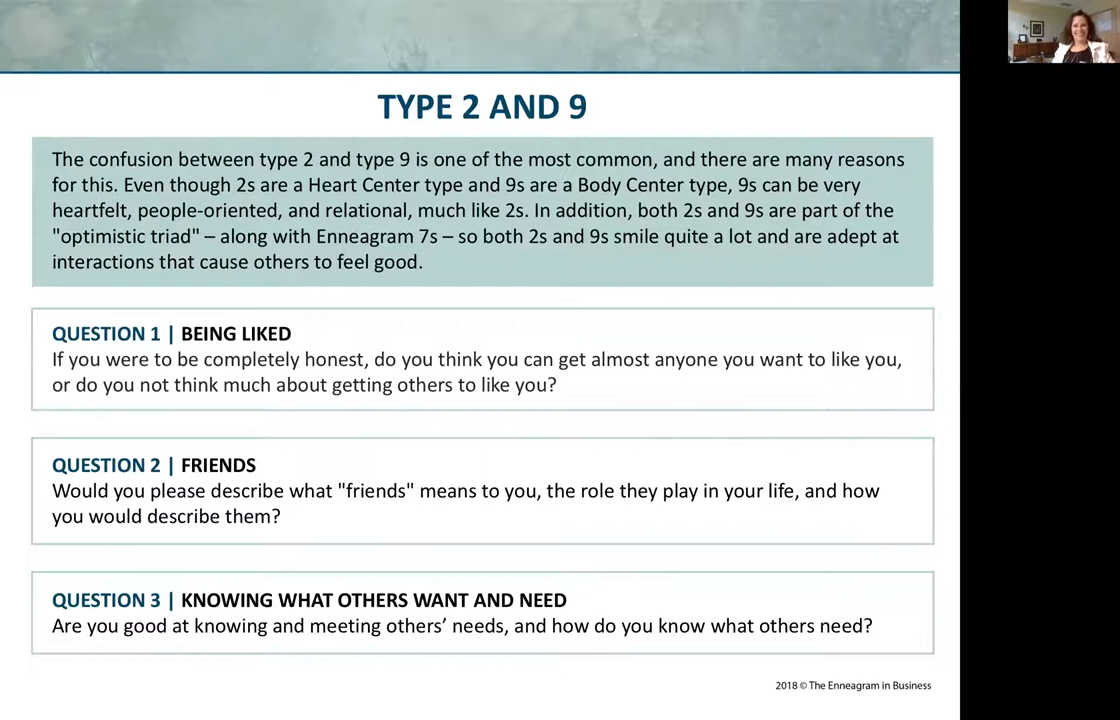 TYPE 2 AND 9
The confusion between type 2 and type 9 is one of the most common, and there are many reasons
for this. Even though 2s are a Heart Center type and 9s are a Body Center type, 9s can be very
heartfelt, people-oriented, and relational, much like 2s. In addition, both 2s and 9s are part of the
"optimistic triad" – along with Enneagram 7s – so both 2s and 9s smile quite a lot and are adept at
interactions that cause others to feel good.
QUESTION 1 | BEING LIKED
If you were to be completely honest, do you think you can get almost anyone you want to like you,
or do you not think much about getting others to like you?
QUESTION 2 | FRIENDS
Would you please describe what "friends" means to you, the role they play in your life, and how
you would describe them?
QUESTION 3 | KNOWING WHAT OTHERS WANT AND NEED
Are you good at knowing and meeting others’ needs, and how do you know what others need?
2018 © The Enneagram in Business